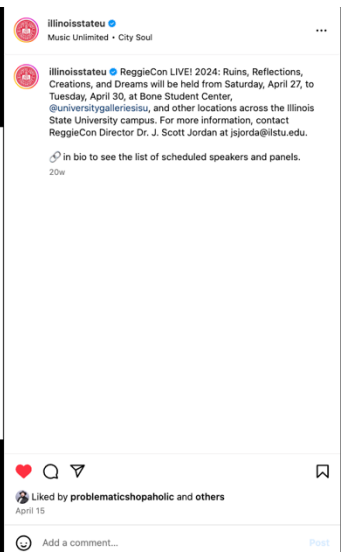 illinoisstateu
Music Unlimited • City Soul
illinoisstateu ReggieCon LIVE! 2024: Ruins, Reflections,
Creations, and Dreams will be held from Saturday, April 27, to
Tuesday, April 30, at Bone Student Center,
@universitygalleriesisu, and other locations across the Illinois
State University campus. For more information, contact
ReggieCon Director Dr. J. Scott Jordan at jsjorda@ilstu.edu.
🔗 in bio to see the list of scheduled speakers and panels.
20w
Liked by problematicshopaholic and others
April 15
Add a comment...
Post